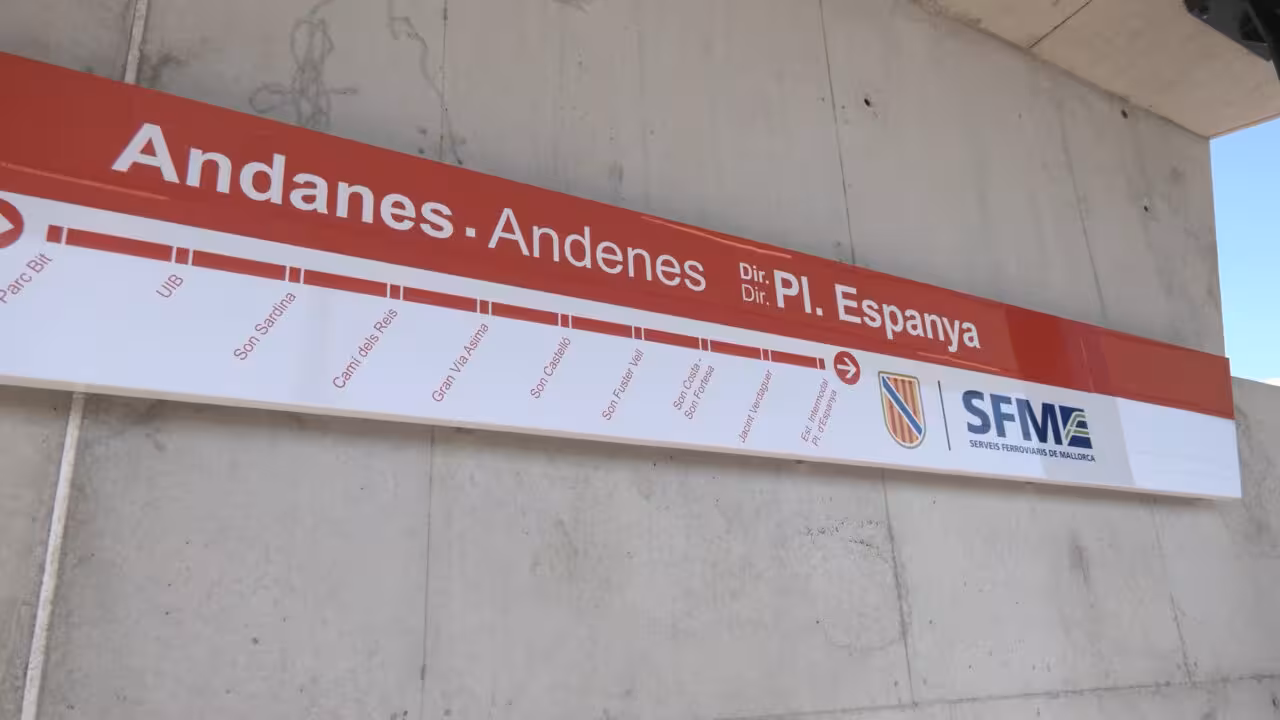 Andanes. Andenes
Dir.
Dir. Pl. Espanya
Parc Bit
UIB
Son Sardina
Camí dels Reis
Gran Vía Asima
Son Castelló
Son Fuster Vell
Son Costa -
Son Fortesa
Jacint Verdaguer
Est. Intermodal
Pl. d'Espanya
SFM
SERVEIS FERROVIARIS DE MALLORCA